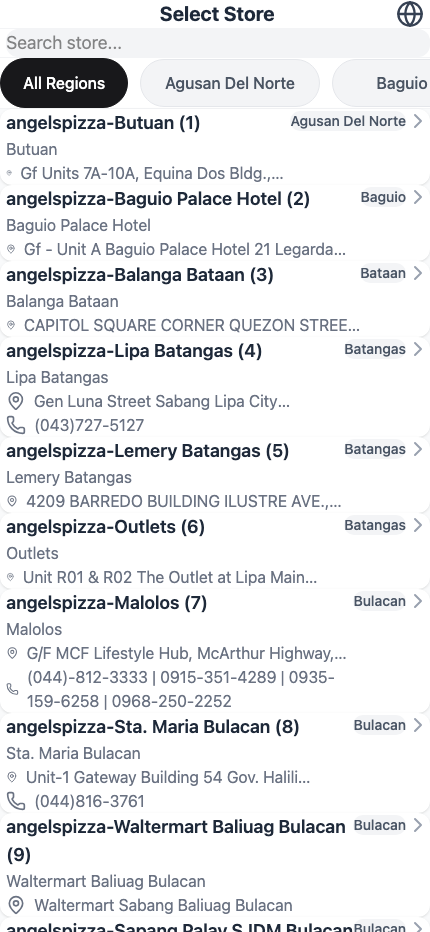 Select Store
Search store...
All Regions
Agusan Del Norte
Baguio
angelspizza-Butuan (1)
Agusan Del Norte
Butuan
Gf Units 7A-10A, Equina Dos Bldg.,...
angelspizza-Baguio Palace Hotel (2)
Baguio
Baguio Palace Hotel
Gf - Unit A Baguio Palace Hotel 21 Legarda...
angelspizza-Balanga Bataan (3)
Bataan
Balanga Bataan
CAPITOL SQUARE CORNER QUEZON STREE...
angelspizza-Lipa Batangas (4)
Batangas
Lipa Batangas
Gen Luna Street Sabang Lipa City...
(043)727-5127
angelspizza-Lemery Batangas (5)
Batangas
Lemery Batangas
4209 BARREDO BUILDING ILUSTRE AVE.,...
angelspizza-Outlets (6)
Batangas
Outlets
Unit R01 & R02 The Outlet at Lipa Main...
angelspizza-Malolos (7)
Bulacan
Malolos
G/F MCF Lifestyle Hub, McArthur Highway,...
(044)-812-3333 | 0915-351-4289 | 0935-
159-6258 | 0968-250-2252
angelspizza-Sta. Maria Bulacan (8)
Bulacan
Sta. Maria Bulacan
Unit-1 Gateway Building 54 Gov. Halili...
(044)816-3761
angelspizza-Waltermart Baliuag Bulacan
(9)
Bulacan
Waltermart Baliuag Bulacan
Waltermart Sabang Baliuag Bulacan
angelspizza-Sapang Palay SJDM Bulacan
Bulacan